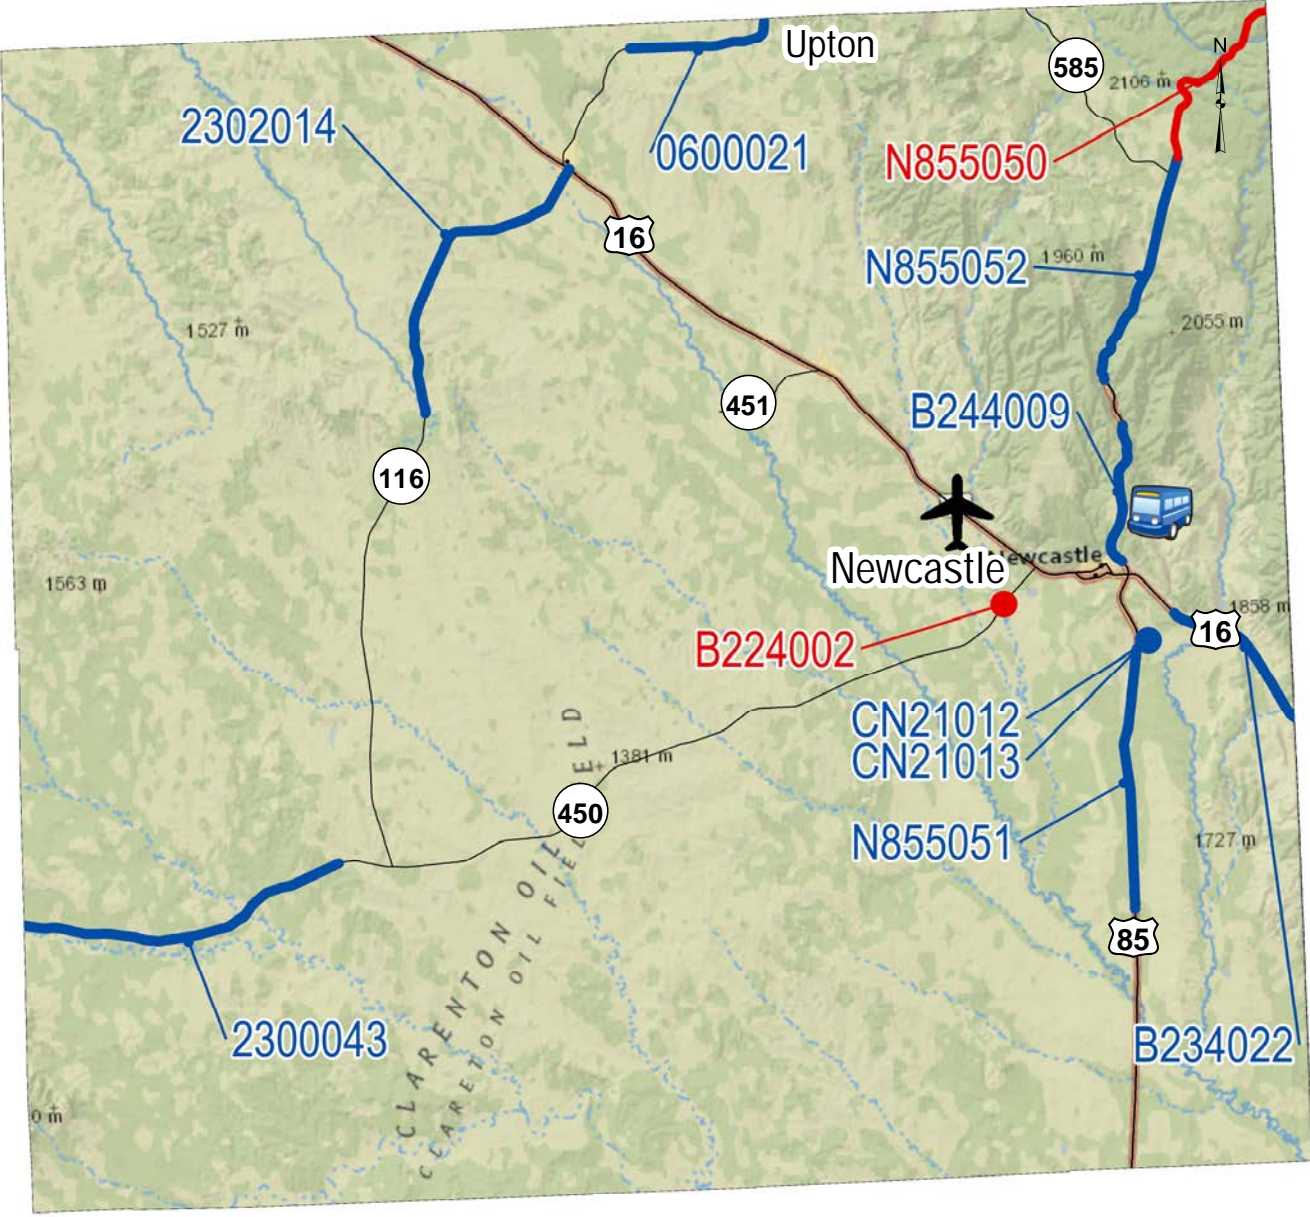 Upton
585
N
2106 m
2302014
0600021
N855050
16
N855052
1960 m
1527 m
2055 m
451
B244009
116
Newcastle
Newcastle
1563 m
1858 m
16
B224002
CN21012
CN21013
1381 m
450
N855051
1727 m
CLARENTON OIL FIELD
CLARETON OIL FIELD
85
2300043
B234022
0 m